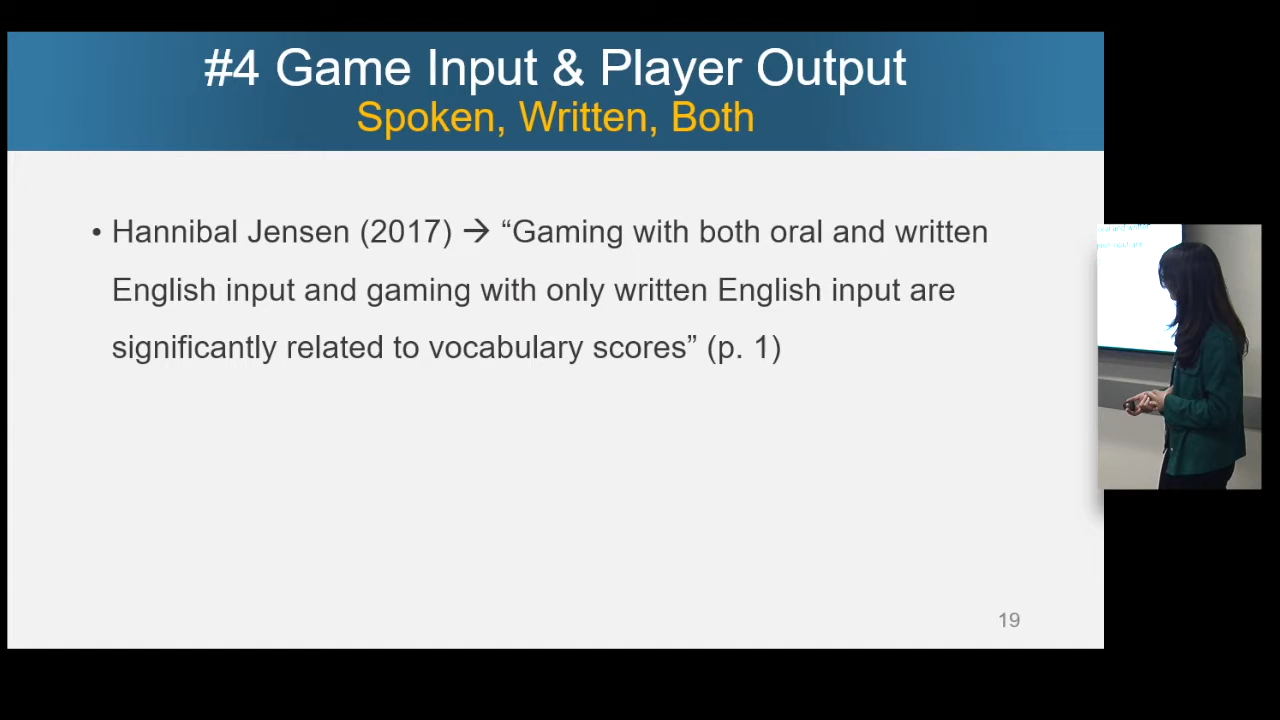 #4 Game Input & Player Output
Spoken, Written, Both
• Hannibal Jensen (2017) → “Gaming with both oral and written
English input and gaming with only written English input are
significantly related to vocabulary scores” (p. 1)
19